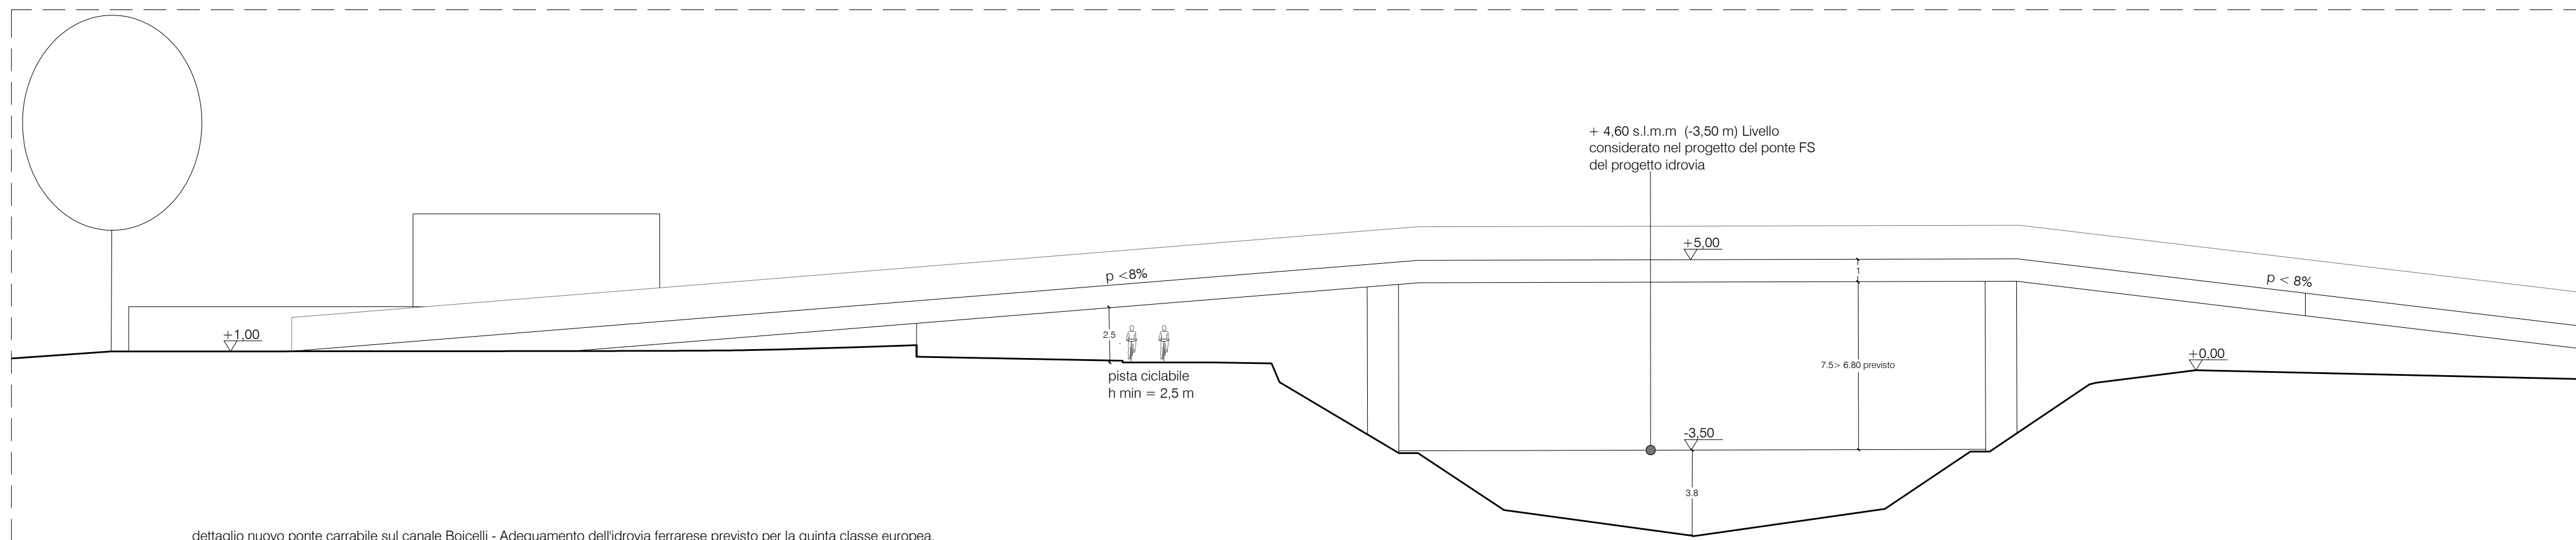 + 4,60 s.l.m.m (-3,50 m) Livello
considerato nel progetto del ponte FS
del progetto idrovia
+5,00
1
p <8%
p < 8%
+1,00
2.5
7.5> 6.80 previsto
+0,00
pista ciclabile
h min = 2,5 m
-3,50
3.8
dettaglio nuovo ponte carrabile sul canale Boicelli - Adeguamento dell'idrovia ferrarese previsto per la quinta classe europea.